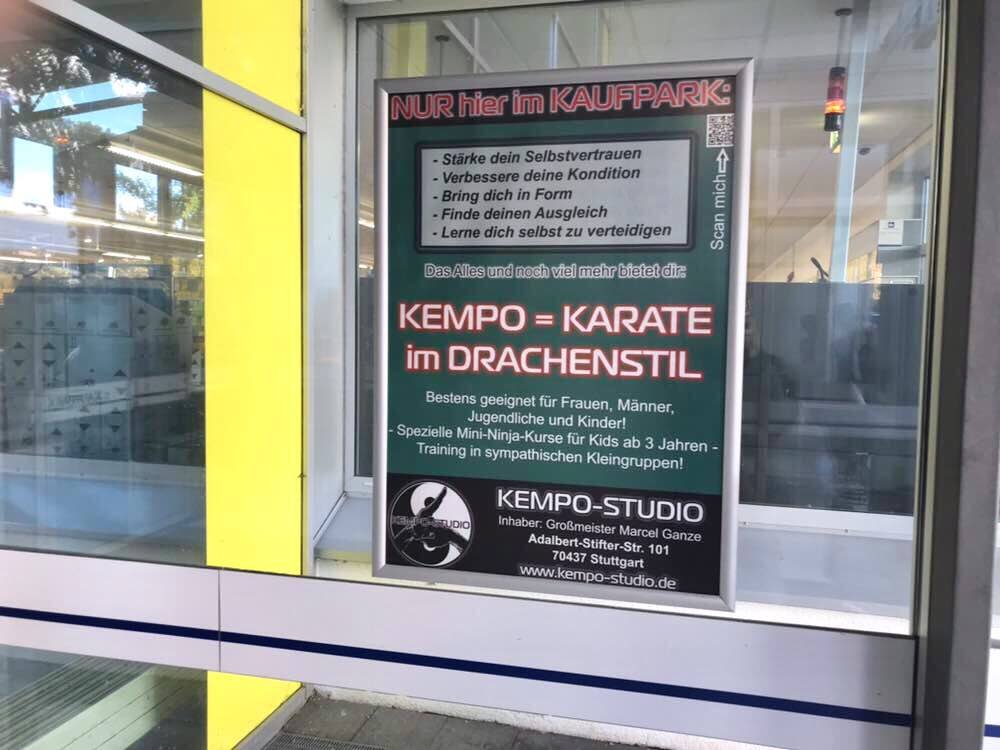 NUR hier im KAUFPARK:
- Stärke dein Selbstvertrauen
- Verbessere deine Kondition
- Bring dich in Form
- Finde deinen Ausgleich
- Lerne dich selbst zu verteidigen
Scan mich
Das Alles und noch viel mehr bietet dir:
KEMPO = KARATE
im DRACHENSTIL
Bestens geeignet für Frauen, Männer,
Jugendliche und Kinder!
- Spezielle Mini-Ninja-Kurse für Kids ab 3 Jahren -
Training in sympathischen Kleingruppen!
KEMPO-STUDIO
KEMPO-STUDIO
Inhaber: Großmeister Marcel Ganze
Adalbert-Stifter-Str. 101
70437 Stuttgart
www.kempo-studio.de